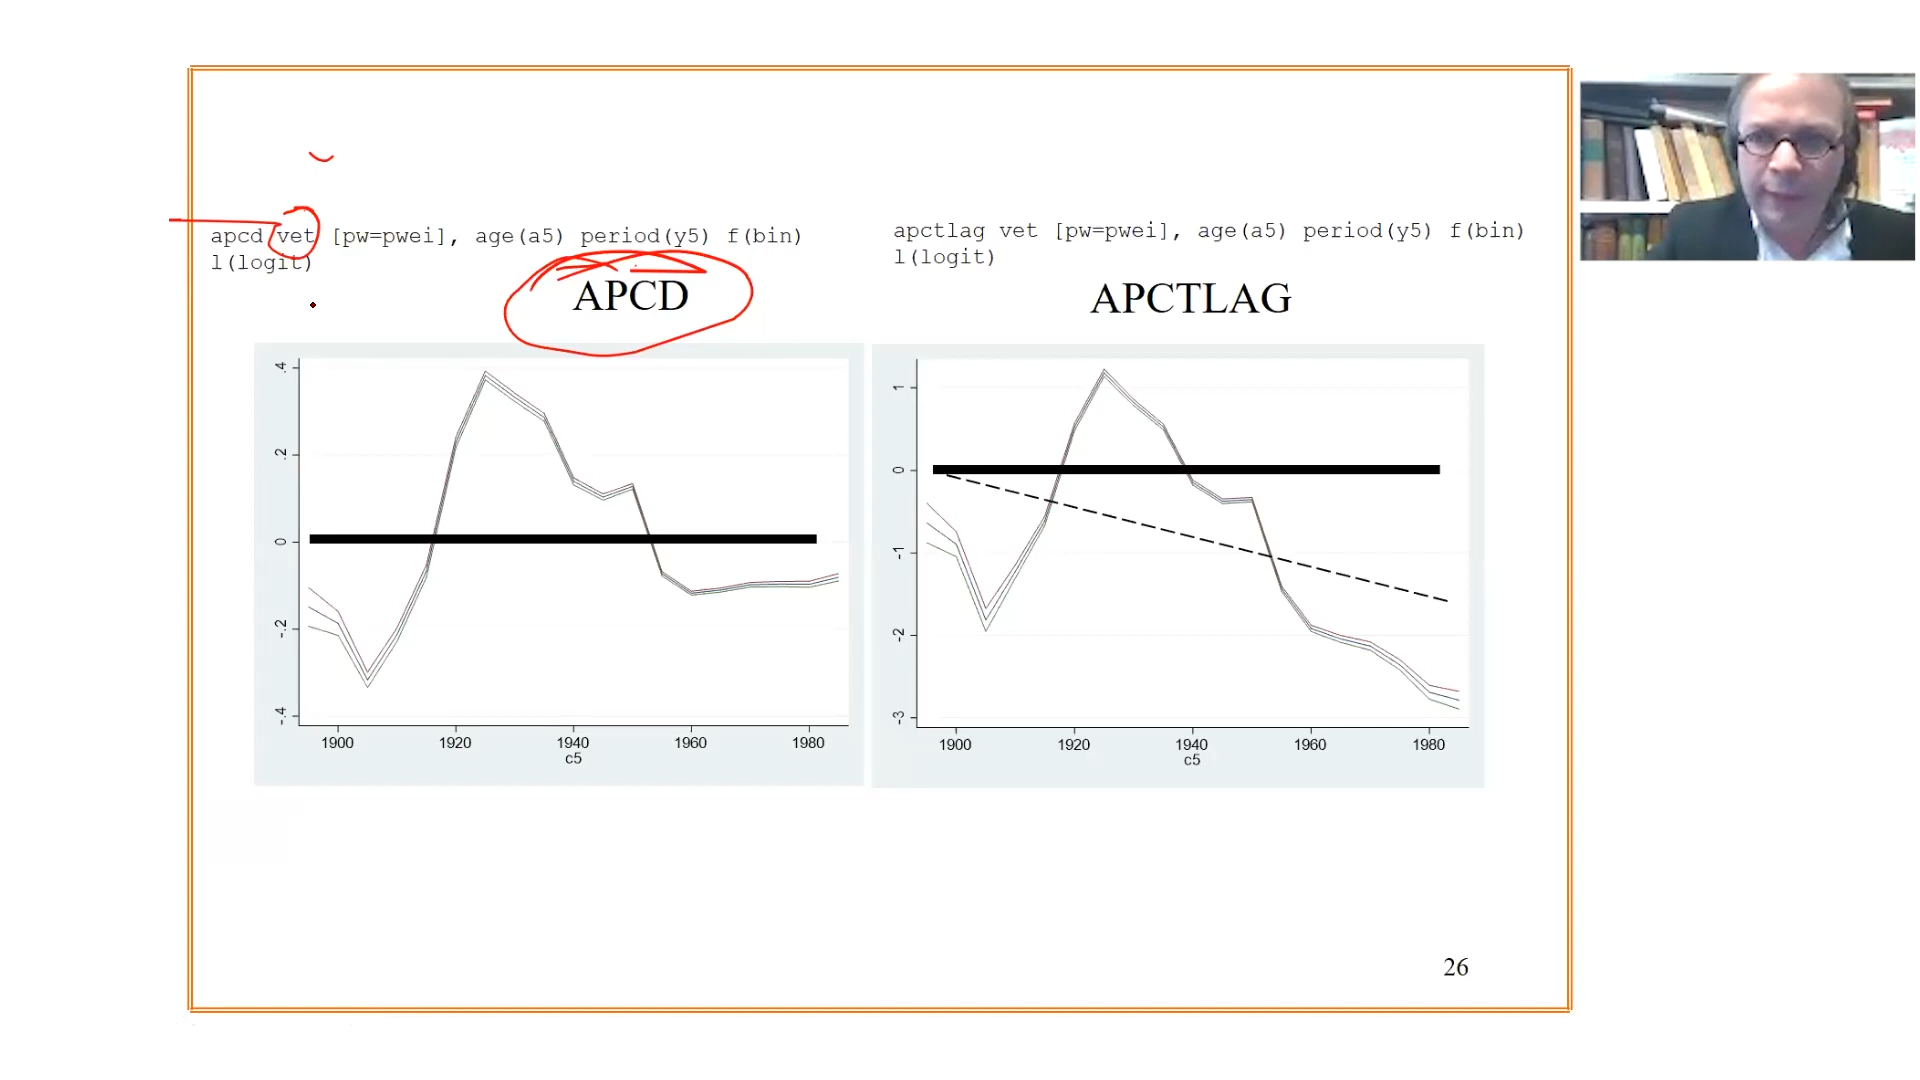 apcd vet [pw=pwei], age(a5) period(y5) f(bin)
l(logit)
APCD
.4
.2
0
-.2
-.4
1900 1920 1940 1960 1980
c5
apctlag vet [pw=pwei], age(a5) period(y5) f(bin)
l(logit)
APCTLAG
1
0
-1
-2
-3
1900 1920 1940 1960 1980
c5
26